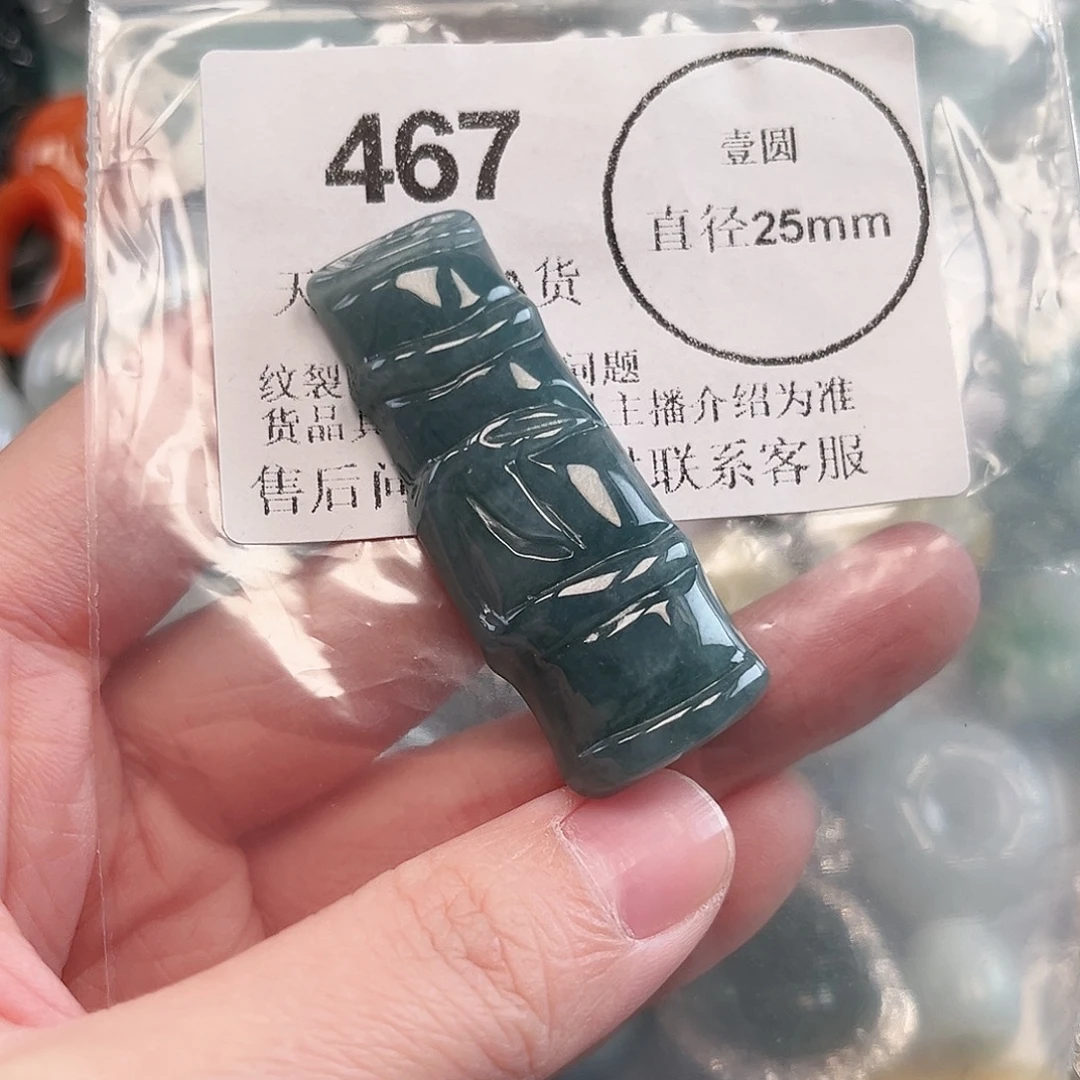 467
壹圆
直径25mm
天 货
纹裂 问题
货品 主播介绍为准
售后问 联系客服